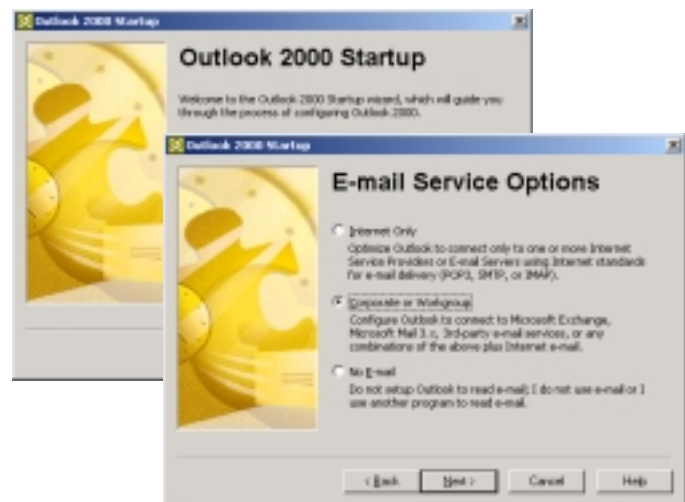 Outlook 2000 Startup
Outlook 2000 Startup
Welcome to the Outlook 2000 Startup wizard, which will guide you
through the process of configuring Outlook 2000.
Outlook 2000 Startup
E-mail Service Options
Internet Only
Optimize Outlook to connect only to one or more Internet
Service Providers or E-mail Servers using Internet standards
for e-mail delivery (POP3, SMTP, or IMAP).
Corporate or Workgroup
Configure Outlook to connect to Microsoft Exchange,
Microsoft Mail 3.x, 3rd-party e-mail services, or any
combinations of the above plus Internet e-mail.
No E-mail
Do not setup Outlook to read e-mail; I do not use e-mail or I
use another program to read e-mail.
< Back
Next >
Cancel
Help